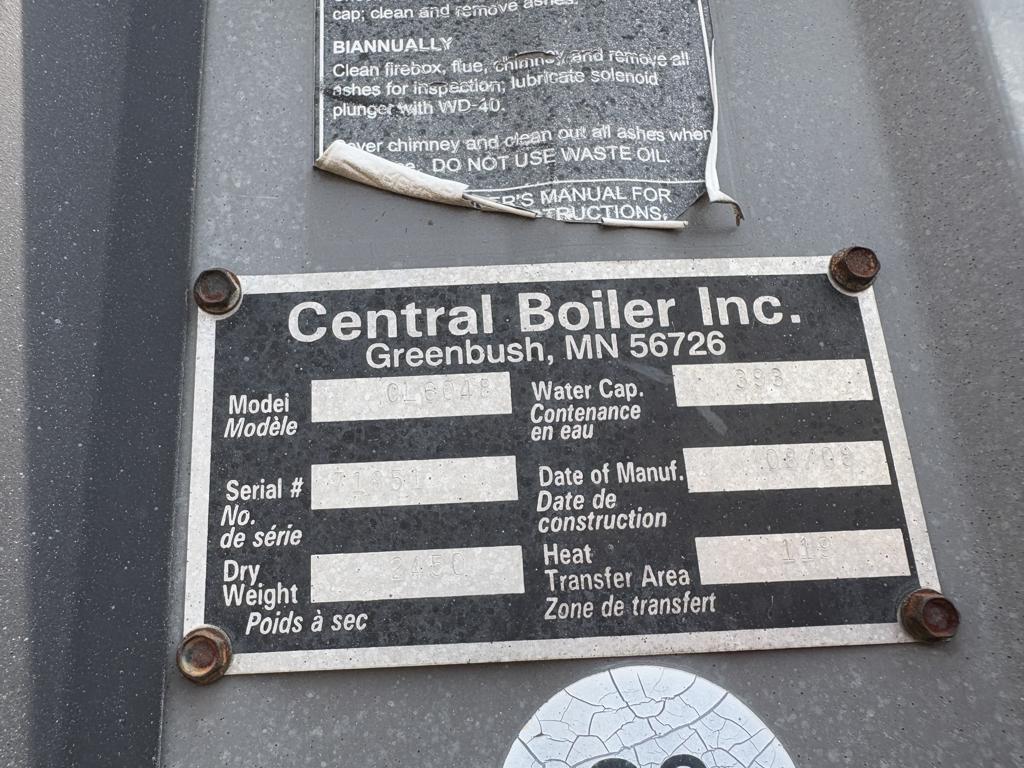 cap; clean and remove ashes.
BIANNUALLY
Clean firebox, flue, chimney, and remove all
ashes for inspection; lubricate solenoid
plunger with WD-40.
chimney and clean out all ashes when
DO NOT USE WASTE OIL.
MANUAL FOR
Central Boiler Inc.
Greenbush, MN 56726
Model CL6048 Water Cap. 393
Modèle Contenance
en eau
Serial # Date of Manuf.
No. Date de
de série construction
Dry 2450 Heat 119
Weight Transfer Area
Poids à sec Zone de transfert